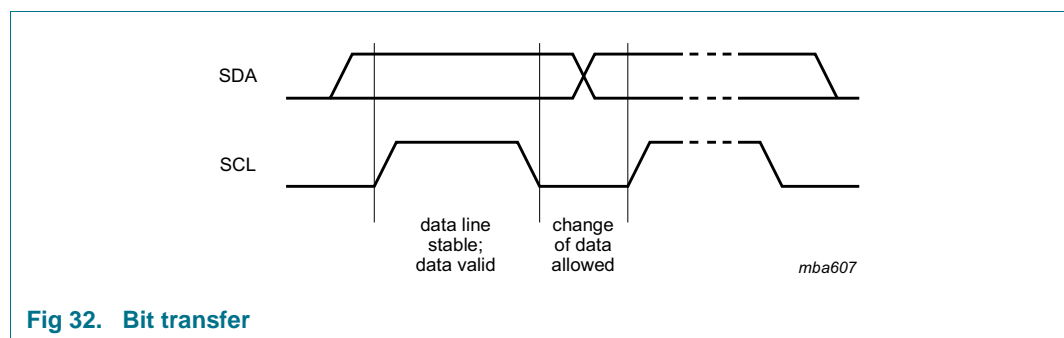 SDA
SCL
data line
stable;
data valid
change
of data
allowed
mba607
Fig 32. Bit transfer